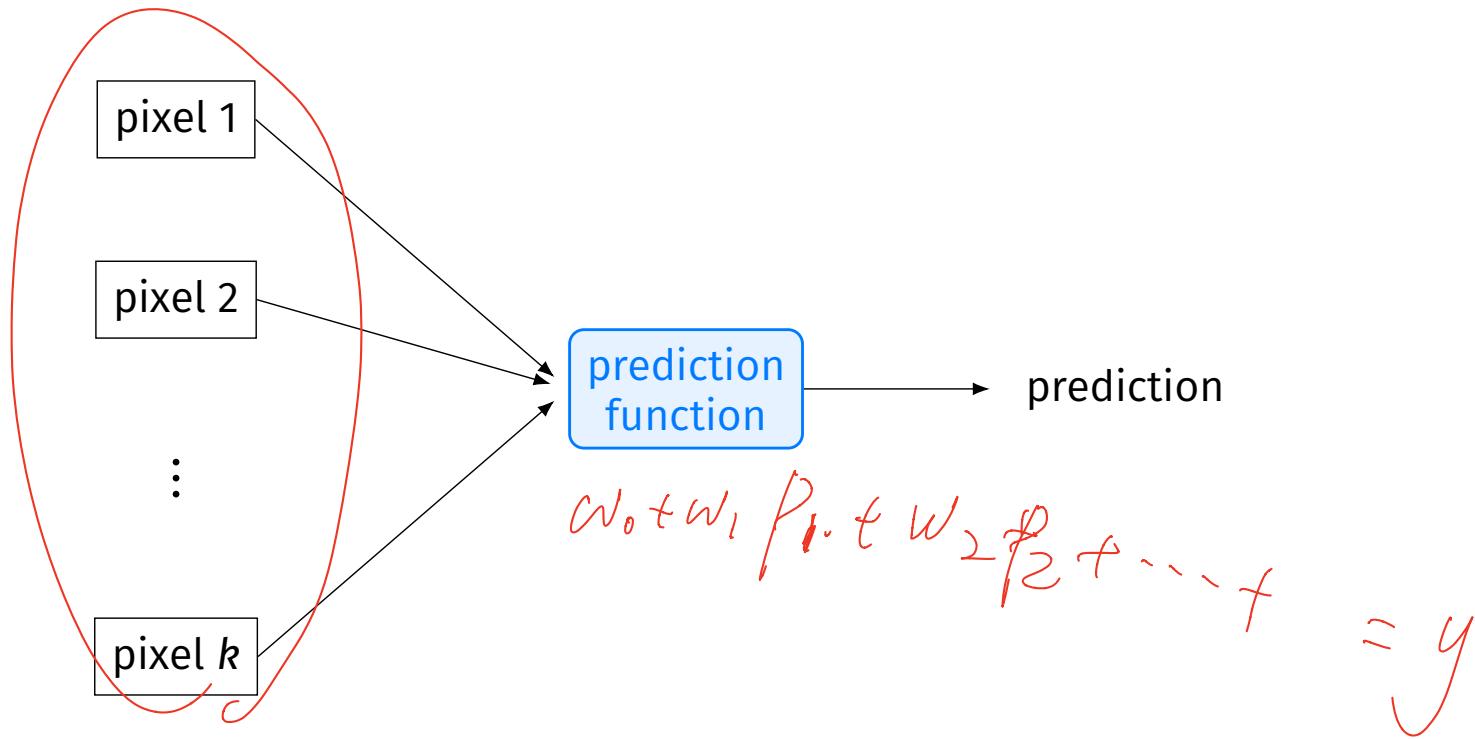 pixel 1
pixel 2
⋮
pixel k
prediction
function
prediction
w₀ + w₁ p₁ + w₂ p₂ + ---- + = y